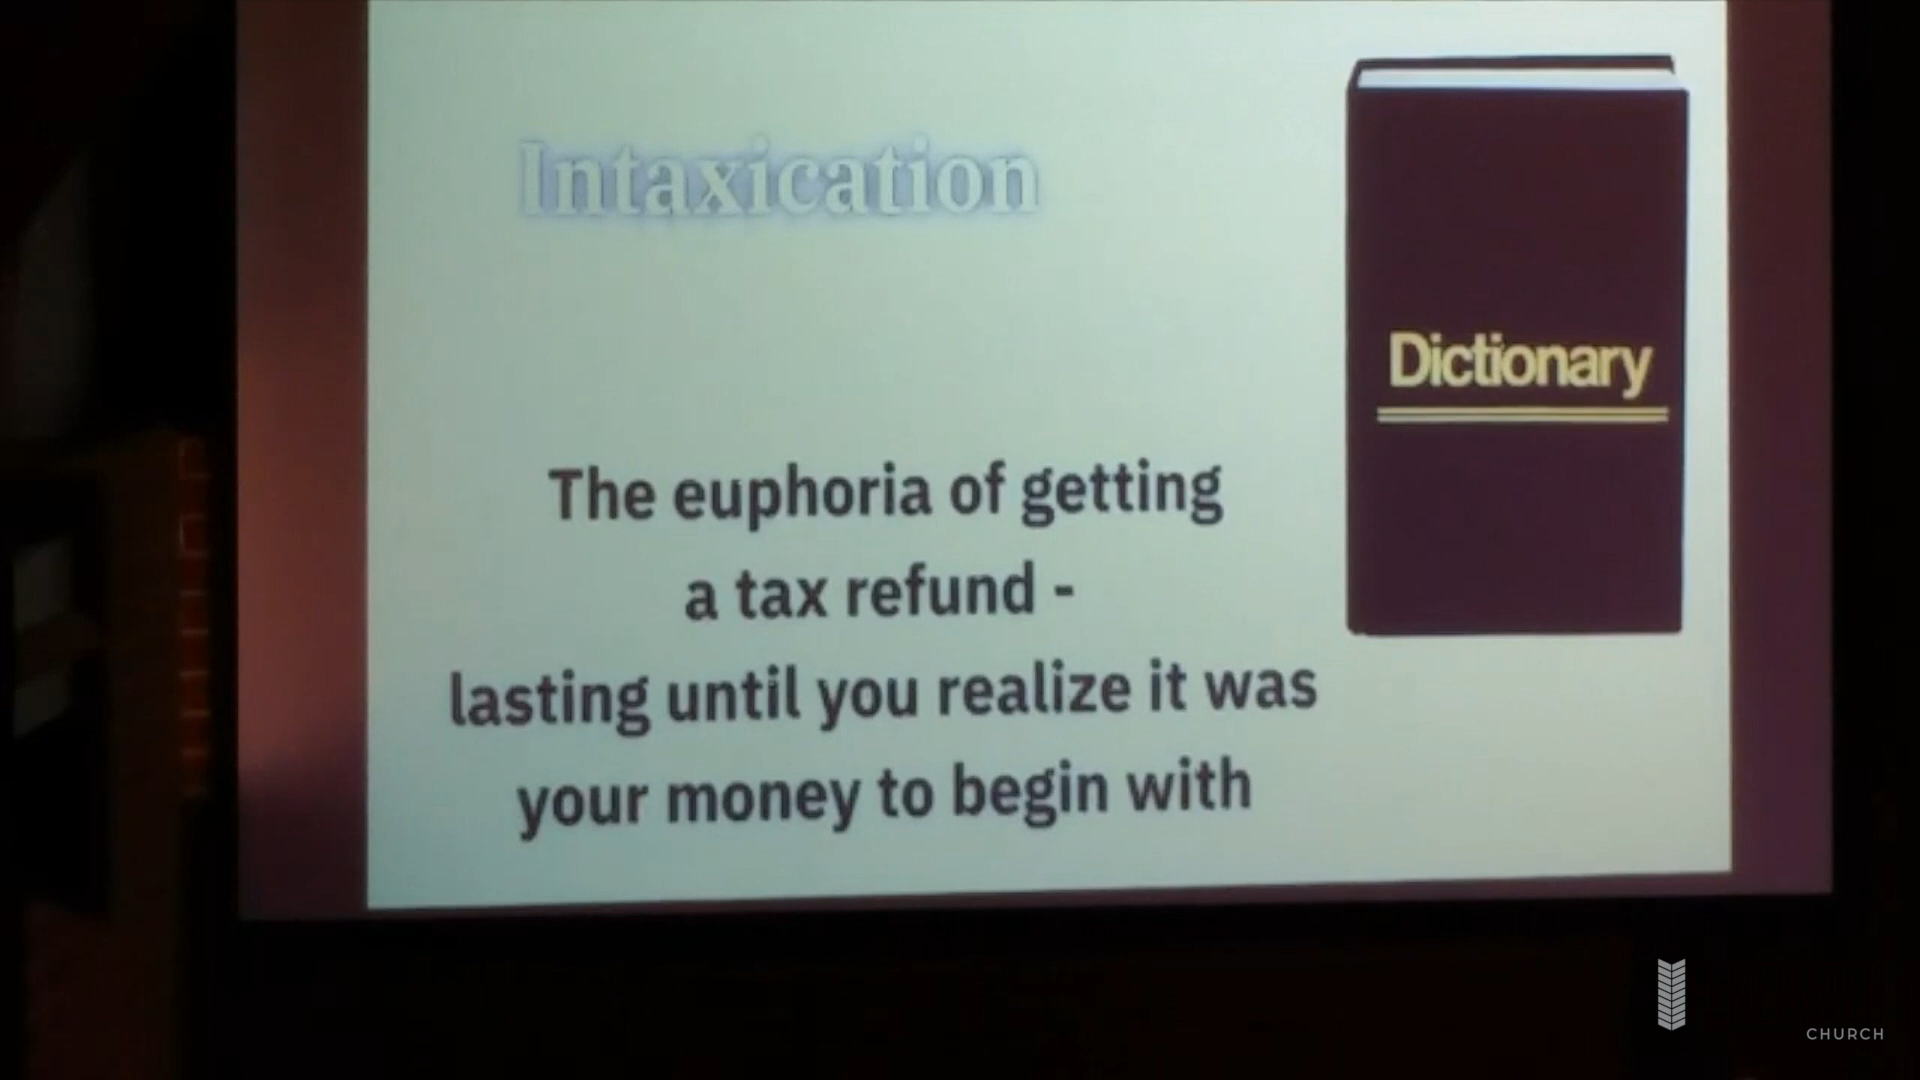 Intaxication
Dictionary
The euphoria of getting
a tax refund -
lasting until you realize it was
your money to begin with
CHURCH